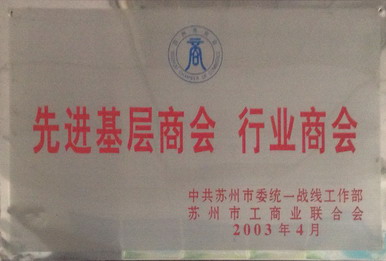 先进基层商会 行业商会
中共苏州市委统一战线工作部
苏州市工商业联合会
2003年4月